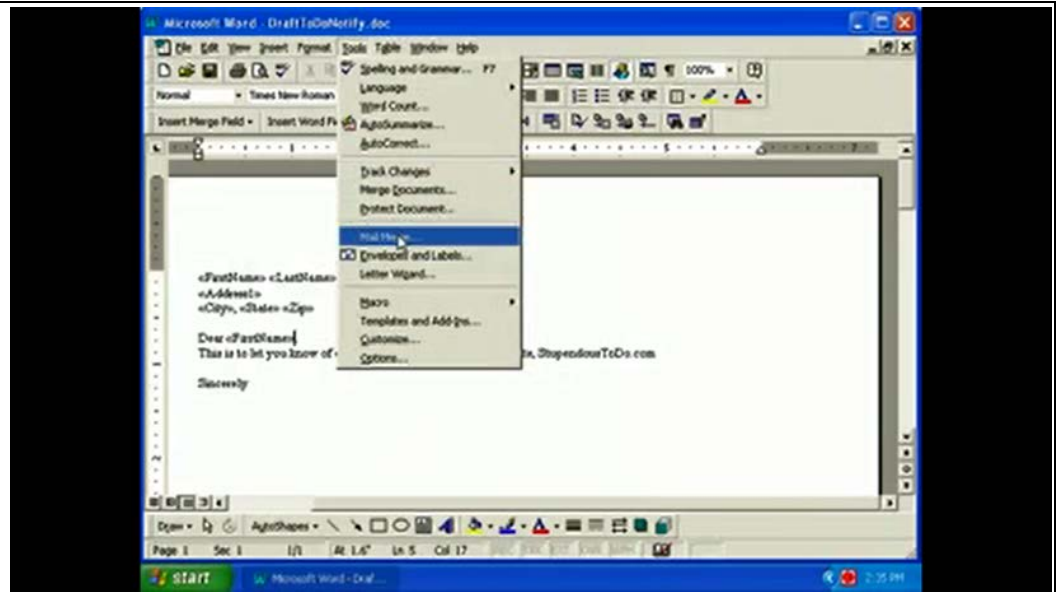 Microsoft Word - DraftToDoNotify.doc
File Edit View Insert Format Tools Table Window Help
Spelling and Grammar... F7
100%
Language
Normal Times New Roman
Word Count...
Insert Merge Field Insert Word
AutoSummarize...
AutoCorrect...
Track Changes
Merge Documents...
Protect Document...
Mail Merge...
Envelopes and Labels...
Letter Wizard...
Macro
Templates and Add-Ins...
Customize...
Options...
«FirstName» «LastName»
«Address1»
«City», «State» «Zip»
Dear «FirstName»,
This is to let you know of StupendousToDo.com
Sincerely
Draw AutoShapes
Page 1 Sec 1 1/1 At 1.6" Ln 5 Col 17
start Microsoft Word - Draf... 2:35 PM